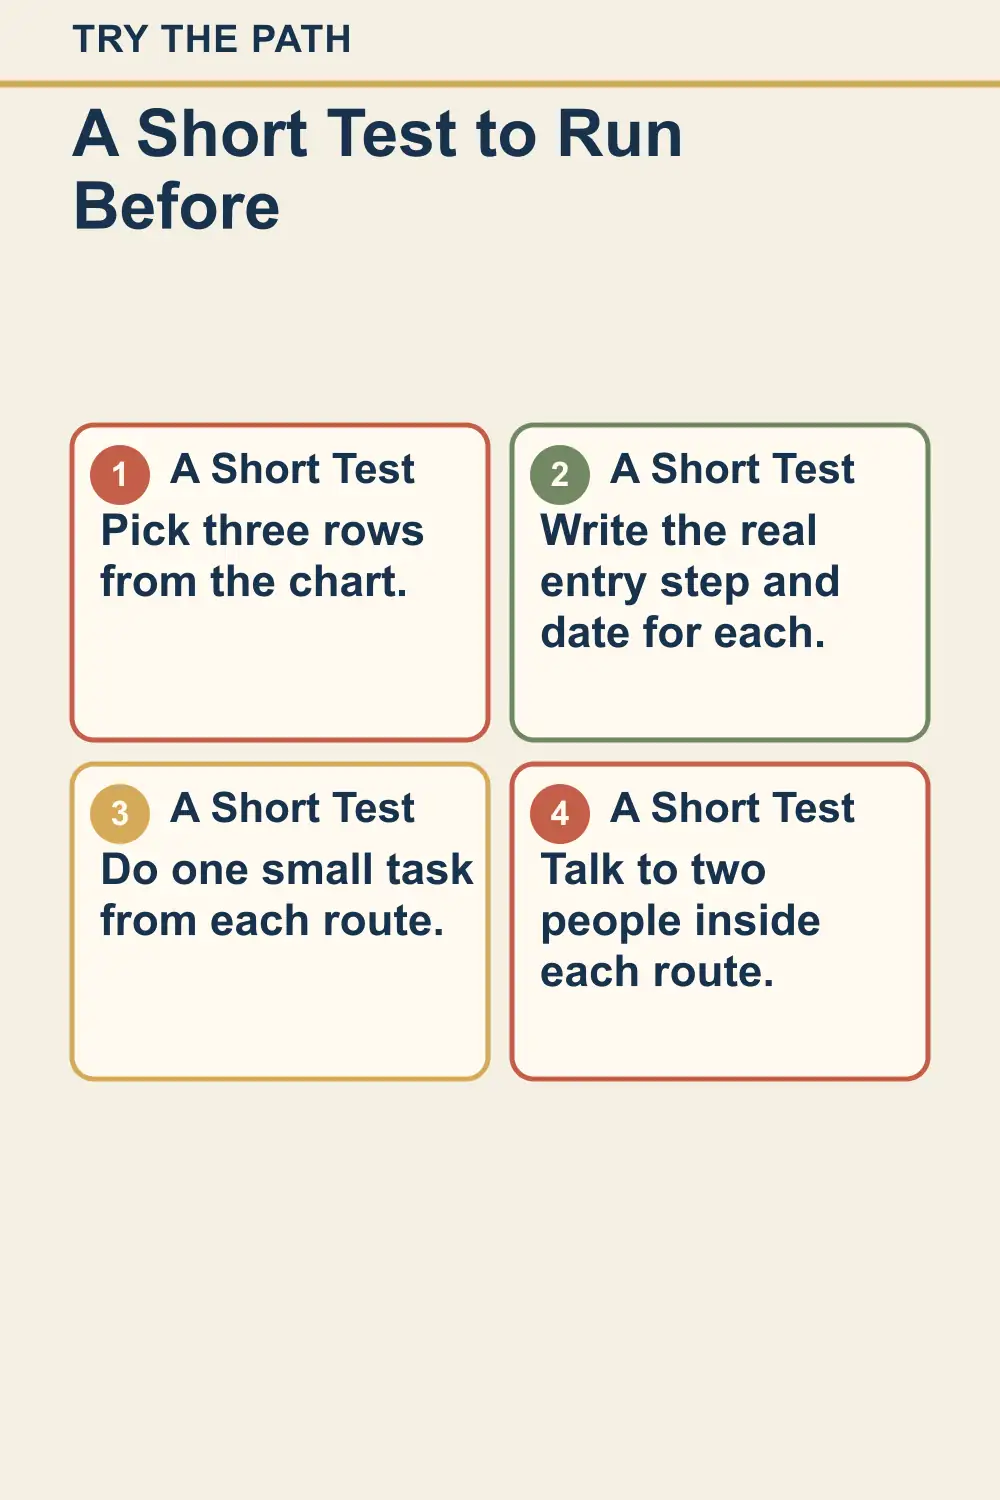 TRY THE PATH
A Short Test to Run
Before
1 A Short Test
Pick three rows
from the chart.
2 A Short Test
Write the real
entry step and
date for each.
3 A Short Test
Do one small task
from each route.
4 A Short Test
Talk to two
people inside
each route.